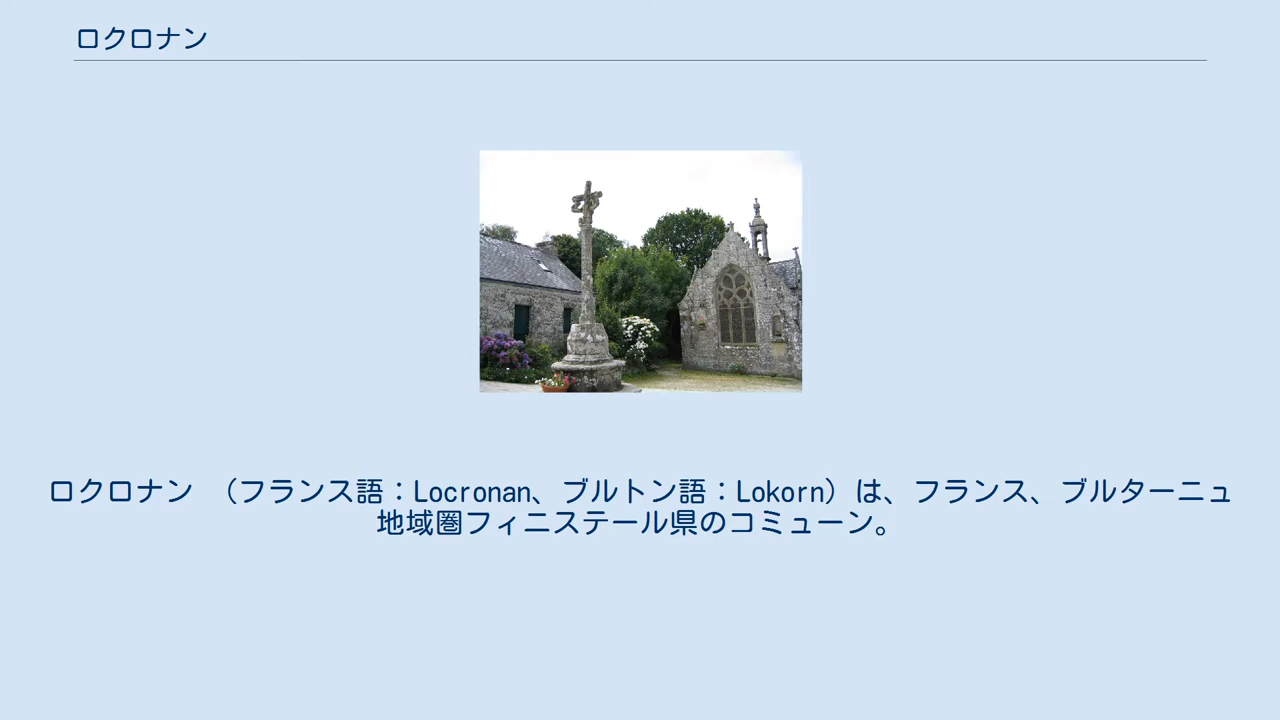 ロクロナン
ロクロナン （フランス語：Locronan、ブルトン語：Lokorn）は、フランス、ブルターニュ
地域圏フィニステール県のコミューン。